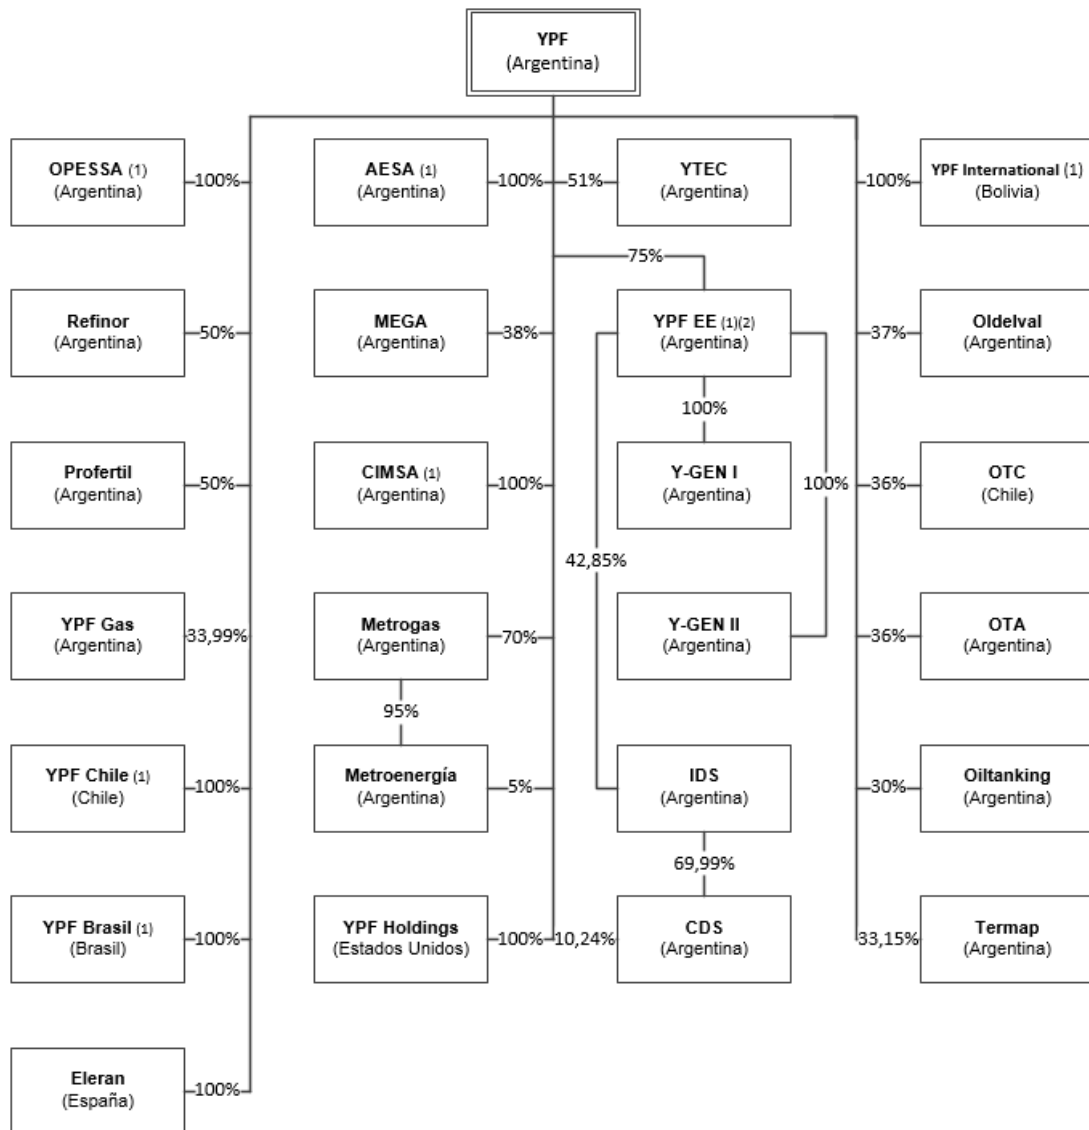 YPF
(Argentina)
OPESSA (1)
(Argentina)
100%
AESA (1)
(Argentina)
100%
51%
YTEC
(Argentina)
100%
YPF International (1)
(Bolivia)
75%
Refinor
(Argentina)
50%
MEGA
(Argentina)
38%
YPF EE (1)(2)
(Argentina)
37%
Oldelval
(Argentina)
100%
Profertil
(Argentina)
50%
CIMSA (1)
(Argentina)
100%
Y-GEN I
(Argentina)
100%
36%
OTC
(Chile)
42,85%
YPF Gas
(Argentina)
33,99%
Metrogas
(Argentina)
70%
Y-GEN II
(Argentina)
36%
OTA
(Argentina)
95%
YPF Chile (1)
(Chile)
100%
Metroenergía
(Argentina)
5%
IDS
(Argentina)
30%
Oiltanking
(Argentina)
69,99%
YPF Brasil (1)
(Brasil)
100%
YPF Holdings
(Estados Unidos)
100%
10,24%
CDS
(Argentina)
33,15%
Termap
(Argentina)
Eleran
(España)
100%